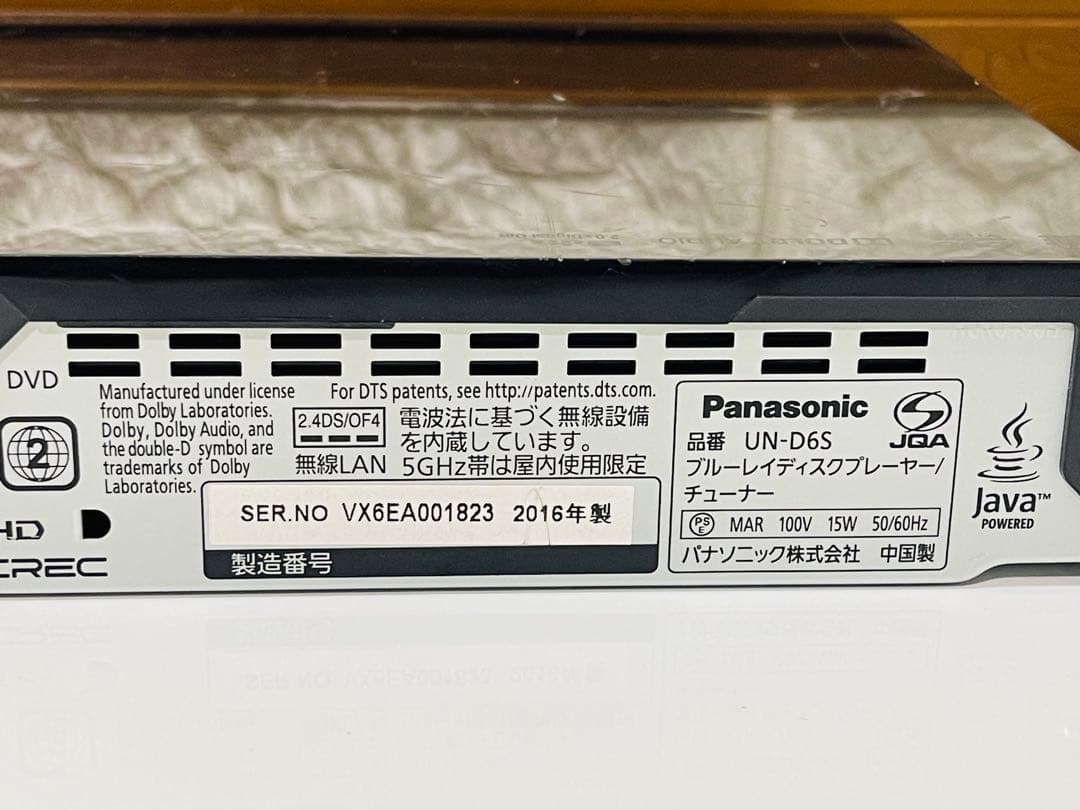 DVD
2
HD
CREC
Manufactured under license
from Dolby Laboratories.
Dolby, Dolby Audio, and
the double-D symbol are
trademarks of Dolby
Laboratories.
For DTS patents, see http://patents.dts.com.
2.4DS/OF4
無線LAN
電波法に基づく無線設備
を内蔵しています。
5GHz帯は屋内使用限定
SER.NO VX6EA001823 2016年製
製造番号
Panasonic
JQA
品番 UN-D6S
ブルーレイディスクプレーヤー/
チューナー
PSE MAR 100V 15W 50/60Hz
パナソニック株式会社 中国製
Java™
POWERED